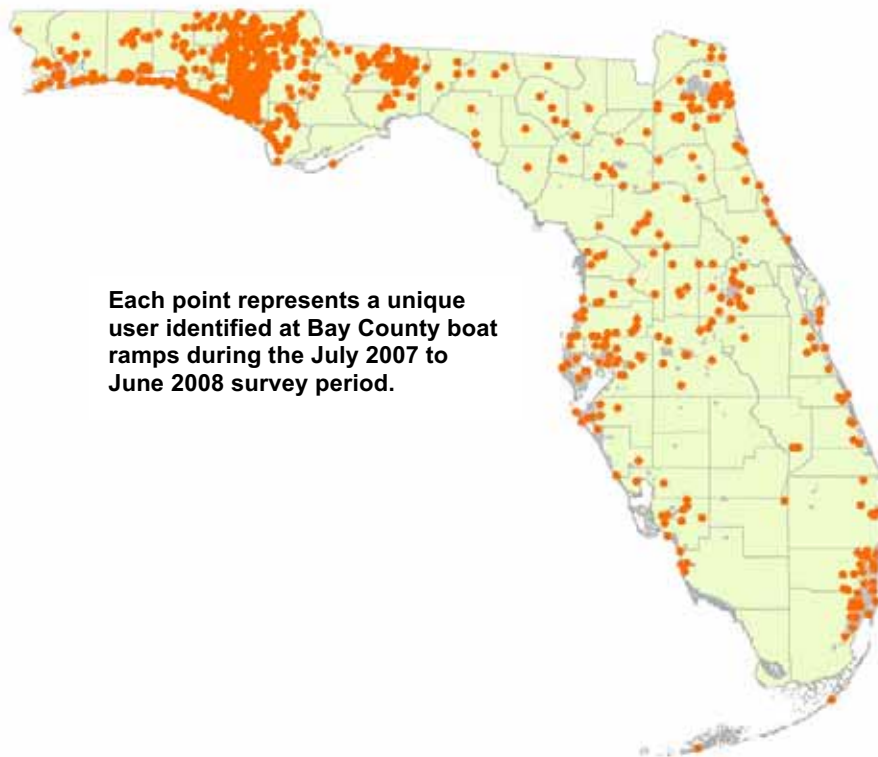 Each point represents a unique
user identified at Bay County boat
ramps during the July 2007 to
June 2008 survey period.